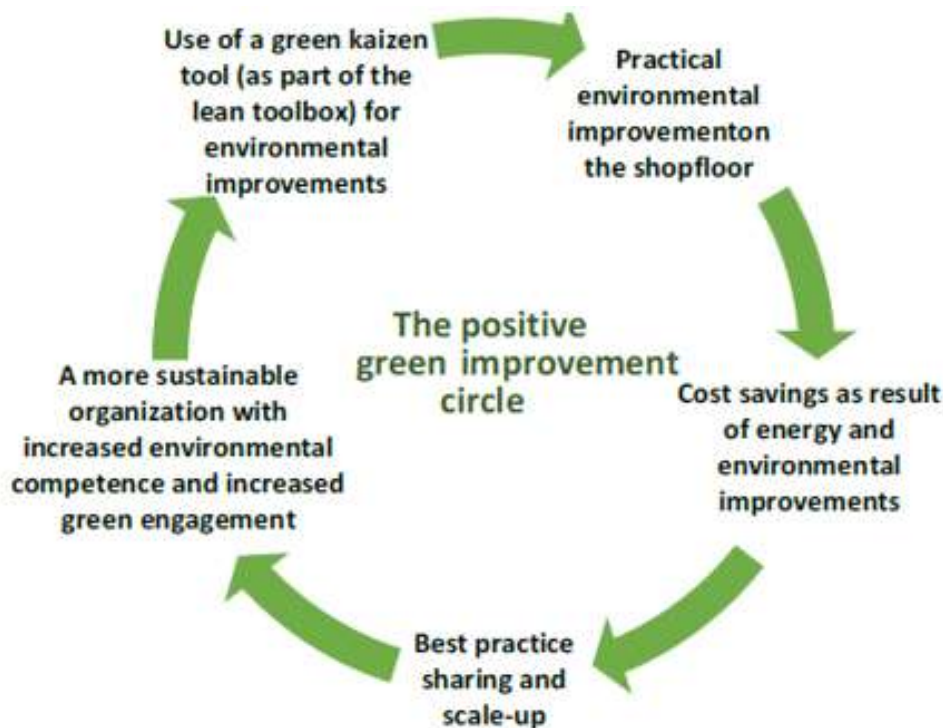 Use of a green kaizen
tool (as part of the
lean toolbox) for
environmental
improvements
Practical
environmental
improvementon
the shopfloor
Cost savings as result
of energy and
environmental
improvements
Best practice
sharing and
scale-up
A more sustainable
organization with
increased environmental
competence and increased
green engagement
The positive
green improvement
circle